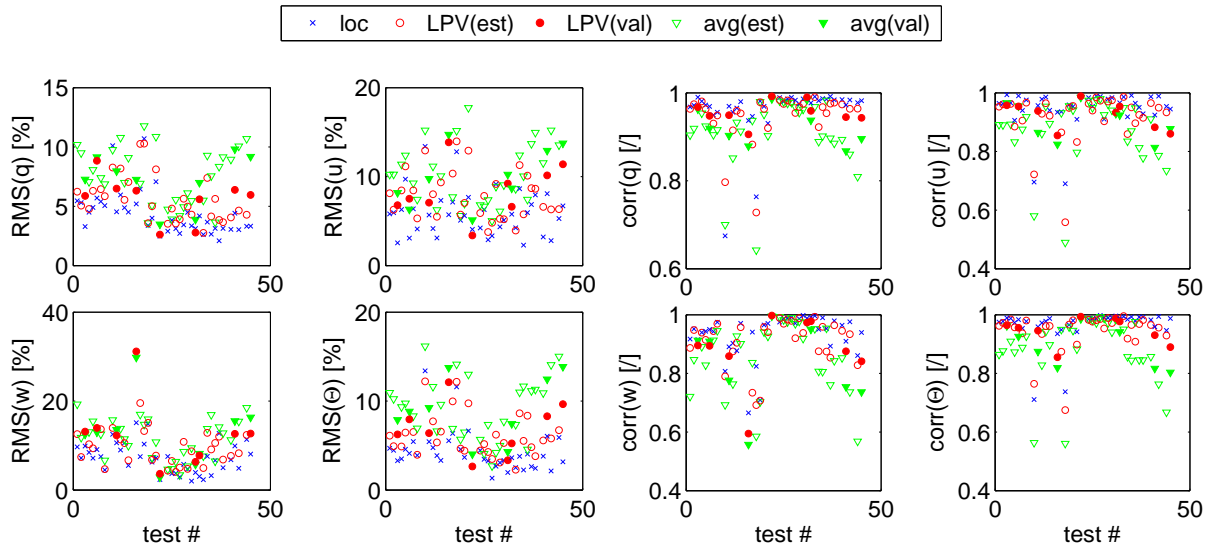 loc LPV(est) LPV(val) avg(est) avg(val)
15
10
5
0
0 50
RMS(q) [%]
20
10
0
0 50
RMS(u) [%]
1
0.8
0.6
0 50
corr(q) [/]
1
0.8
0.6
0.4
0 50
corr(u) [/]
40
20
0
0 50
RMS(w) [%]
test #
20
10
0
0 50
RMS(Θ) [%]
test #
1
0.8
0.6
0.4
0 50
corr(w) [/]
test #
1
0.8
0.6
0.4
0 50
corr(Θ) [/]
test #